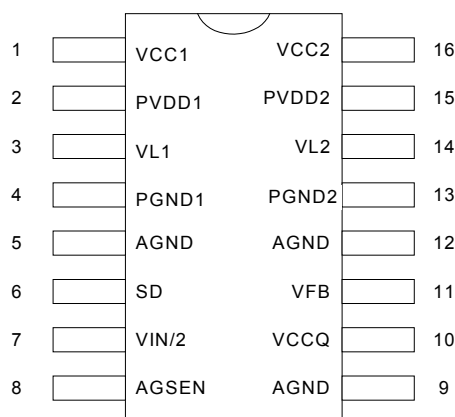 1 VCC1 VCC2 16
2 PVDD1 PVDD2 15
3 VL1 VL2 14
4 PGND1 PGND2 13
5 AGND AGND 12
6 SD VFB 11
7 VIN/2 VCCQ 10
8 AGSEN AGND 9